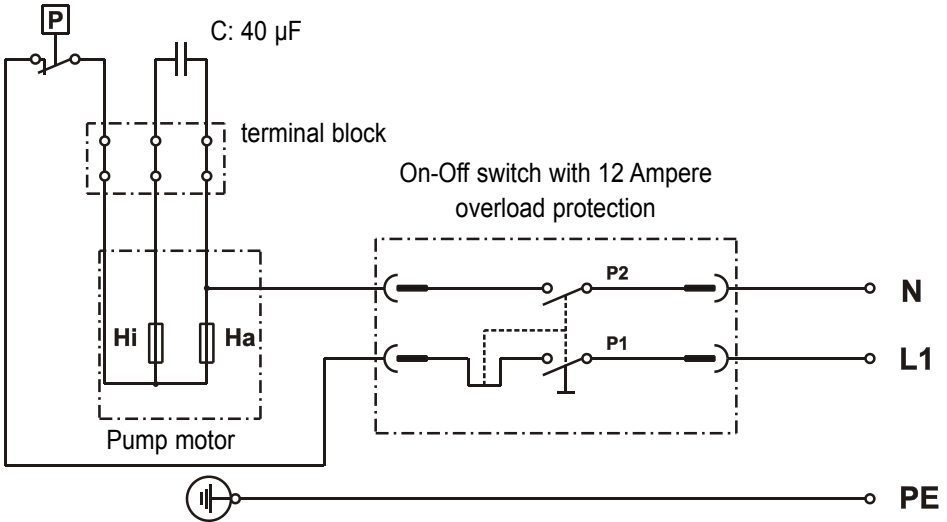 P
C: 40 µF
terminal block
On-Off switch with 12 Ampere
overload protection
P2
N
Hi
Ha
P1
L1
Pump motor
PE